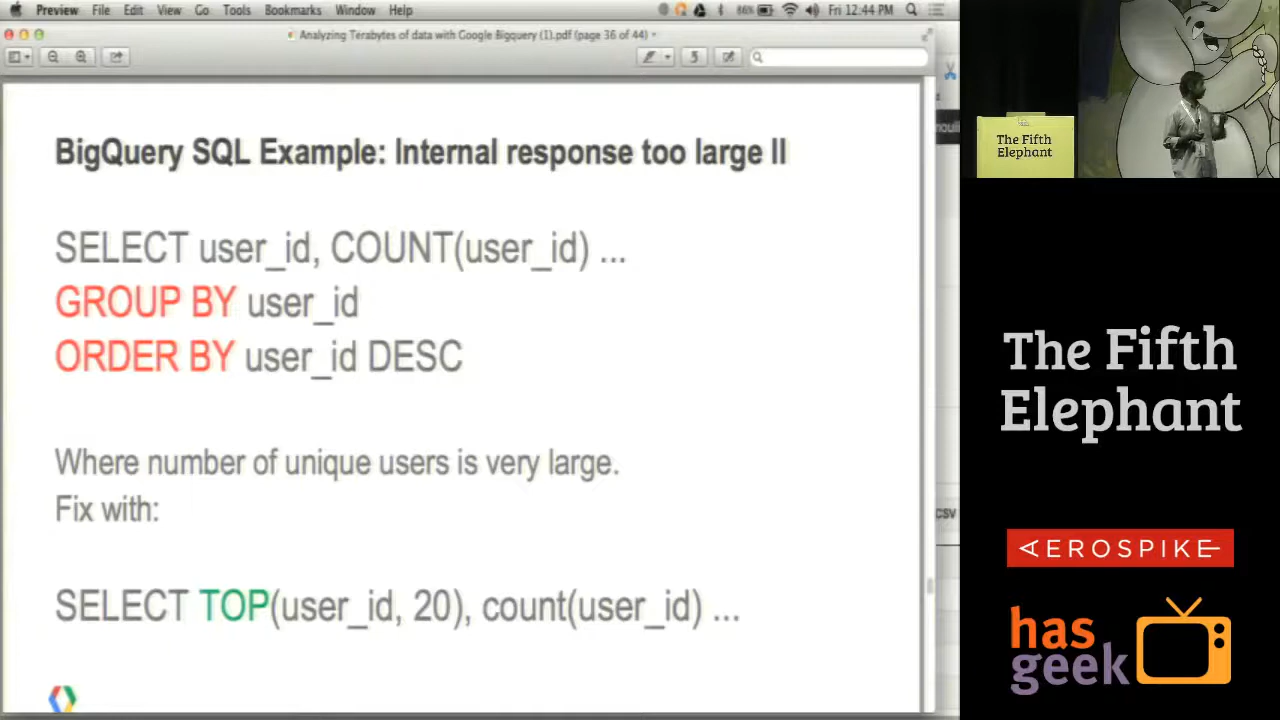 Preview File Edit View Go Tools Bookmarks Window Help
86% Fri 12:44 PM
Analyzing Terabytes of data with Google Bigquery (1).pdf (page 36 of 44)
BigQuery SQL Example: Internal response too large II
SELECT user_id, COUNT(user_id) ...
GROUP BY user_id
ORDER BY user_id DESC
Where number of unique users is very large.
Fix with:
SELECT TOP(user_id, 20), count(user_id) ...
csv
The Fifth
Elephant
The Fifth
Elephant
AEROSPIKE
has
geek